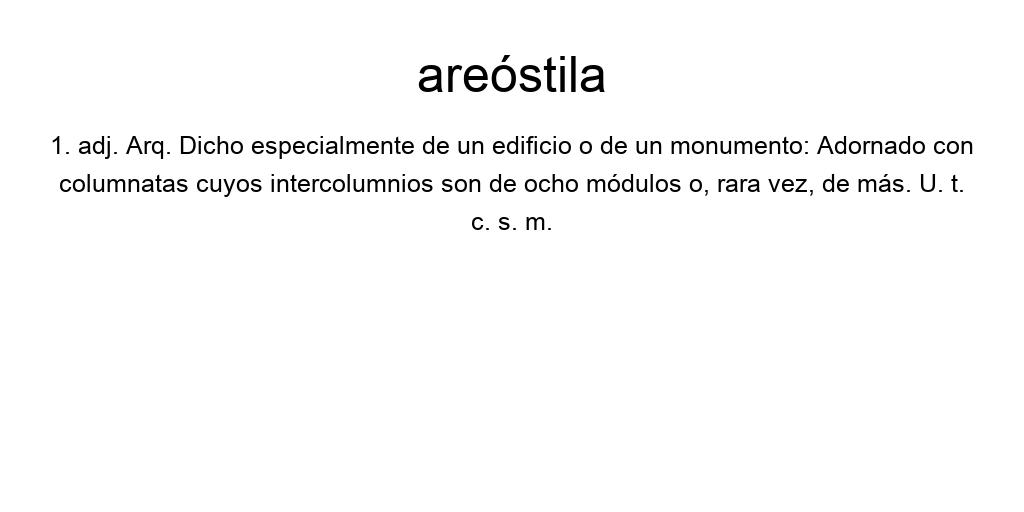 areóstila
1. adj. Arq. Dicho especialmente de un edificio o de un monumento: Adornado con
columnatas cuyos intercolumnios son de ocho módulos o, rara vez, de más. U. t.
c. s. m.